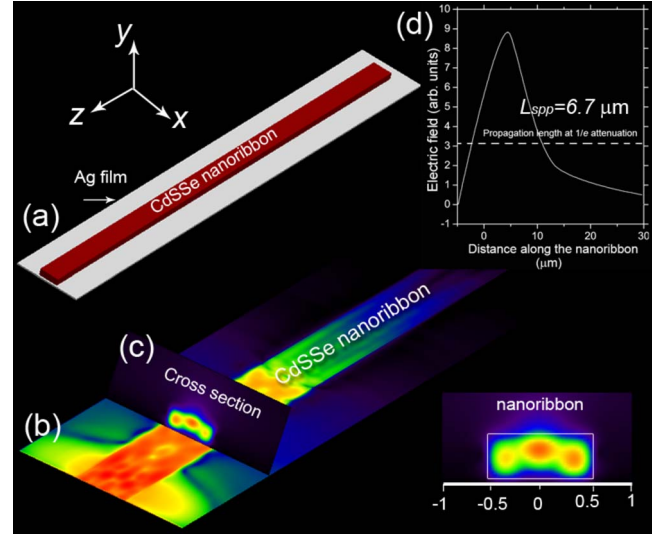 y
z
x
Ag film
(a)
CdSSe nanoribbon
(d)
10
9
8
7
6
5
4
3
2
1
0
-1
Electric field (arb. units)
Lspp=6.7 μm
Propagation length at 1/e attenuation
0 10 20 30
Distance along the nanoribbon
(μm)
(c)
CdSSe nanoribbon
Cross section
(b)
nanoribbon
-1 -0.5 0 0.5 1